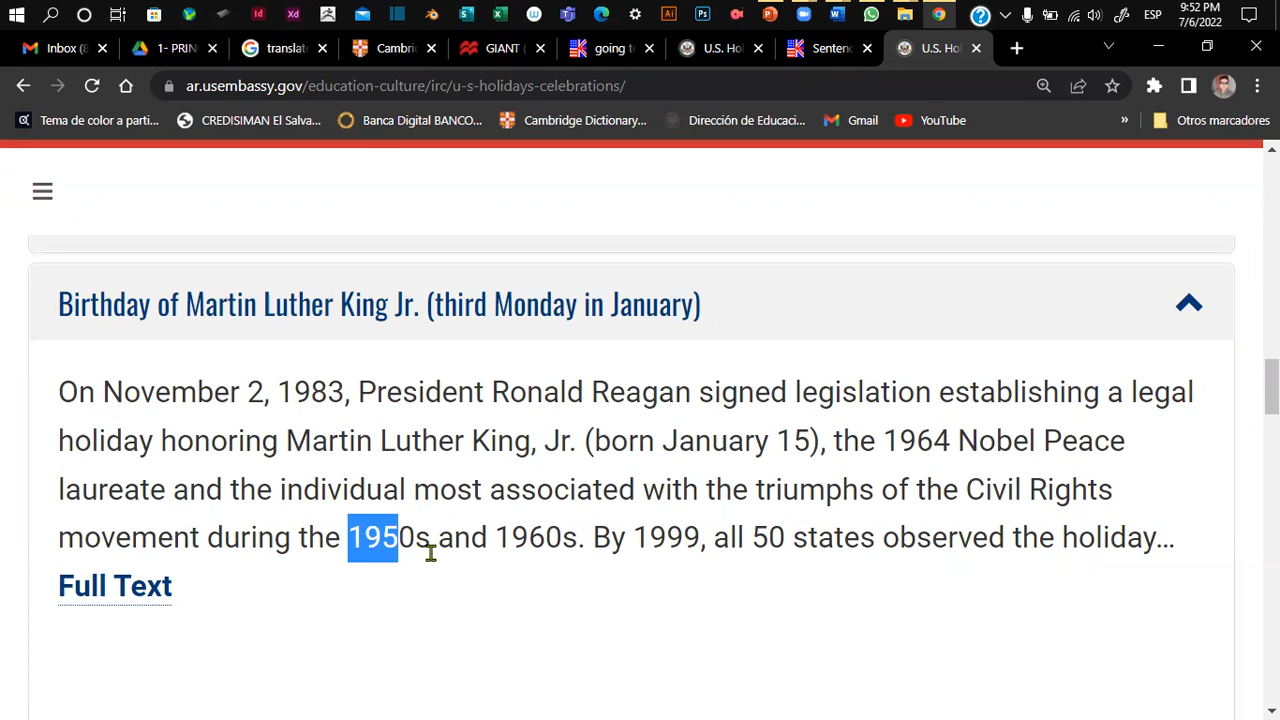 9:52 PM
ESP
7/6/2022
Inbox (8
1- PRIN
translate
Cambri
GIANT (
going to
U.S. Hol
Sentenc
U.S. Hol
ar.usembassy.gov/education-culture/irc/u-s-holidays-celebrations/
Tema de color a parti...
CREDISIMAN El Salva...
Banca Digital BANCO...
Cambridge Dictionary...
Dirección de Educaci...
Gmail
YouTube
»
Otros marcadores
Birthday of Martin Luther King Jr. (third Monday in January)
On November 2, 1983, President Ronald Reagan signed legislation establishing a legal
holiday honoring Martin Luther King, Jr. (born January 15), the 1964 Nobel Peace
laureate and the individual most associated with the triumphs of the Civil Rights
movement during the 1950s and 1960s. By 1999, all 50 states observed the holiday…
Full Text